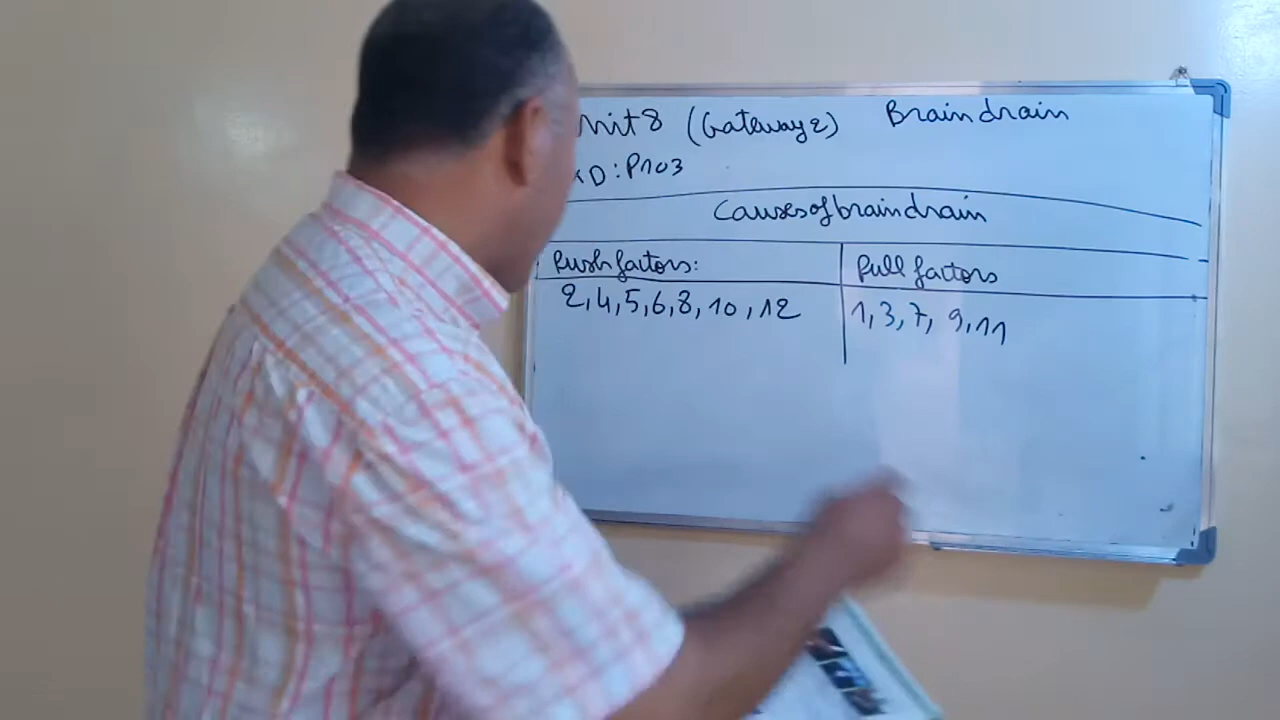 nit 8 (Gateway 2) Brain drain
D : P103
Causes of brain drain
Push factors:
Pull factors
2, 4, 5, 6, 8, 10, 12
1, 3, 7, 9, 11